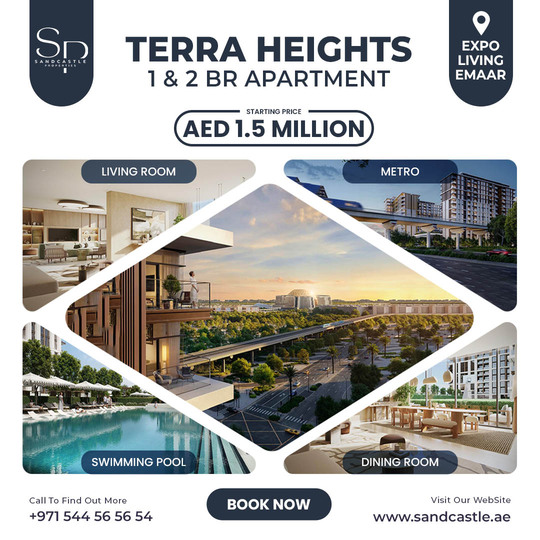 SP
SANDCASTLE
PROPERTIES
TERRA HEIGHTS
1 & 2 BR APARTMENT
EXPO
LIVING
EMAAR
STARTING PRICE
AED 1.5 MILLION
LIVING ROOM
METRO
SWIMMING POOL
DINING ROOM
Call To Find Out More
+971 544 56 56 54
BOOK NOW
Visit Our WebSite
www.sandcastle.ae